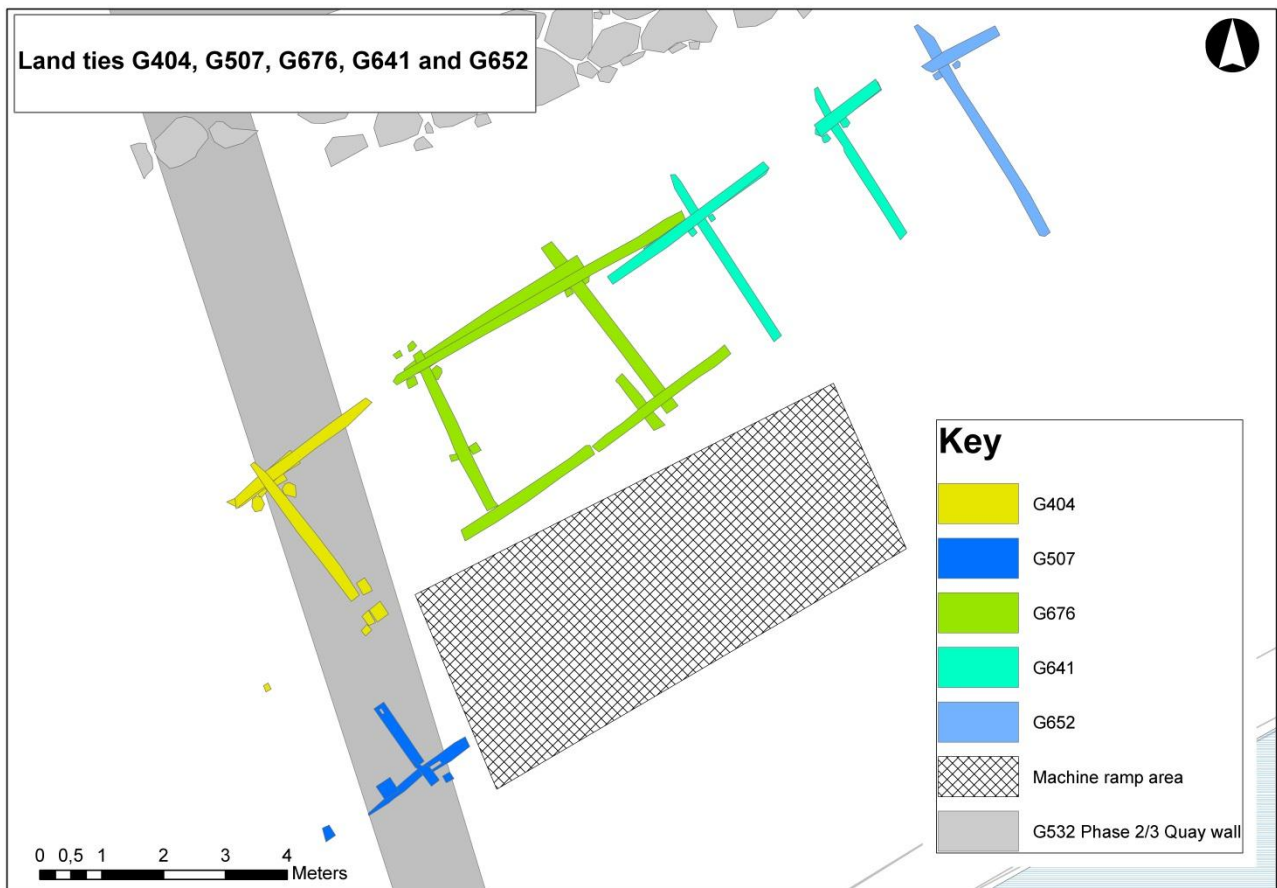 Land ties G404, G507, G676, G641 and G652
Key
G404
G507
G676
G641
G652
Machine ramp area
G532 Phase 2/3 Quay wall
0 0,5 1 2 3 4
Meters